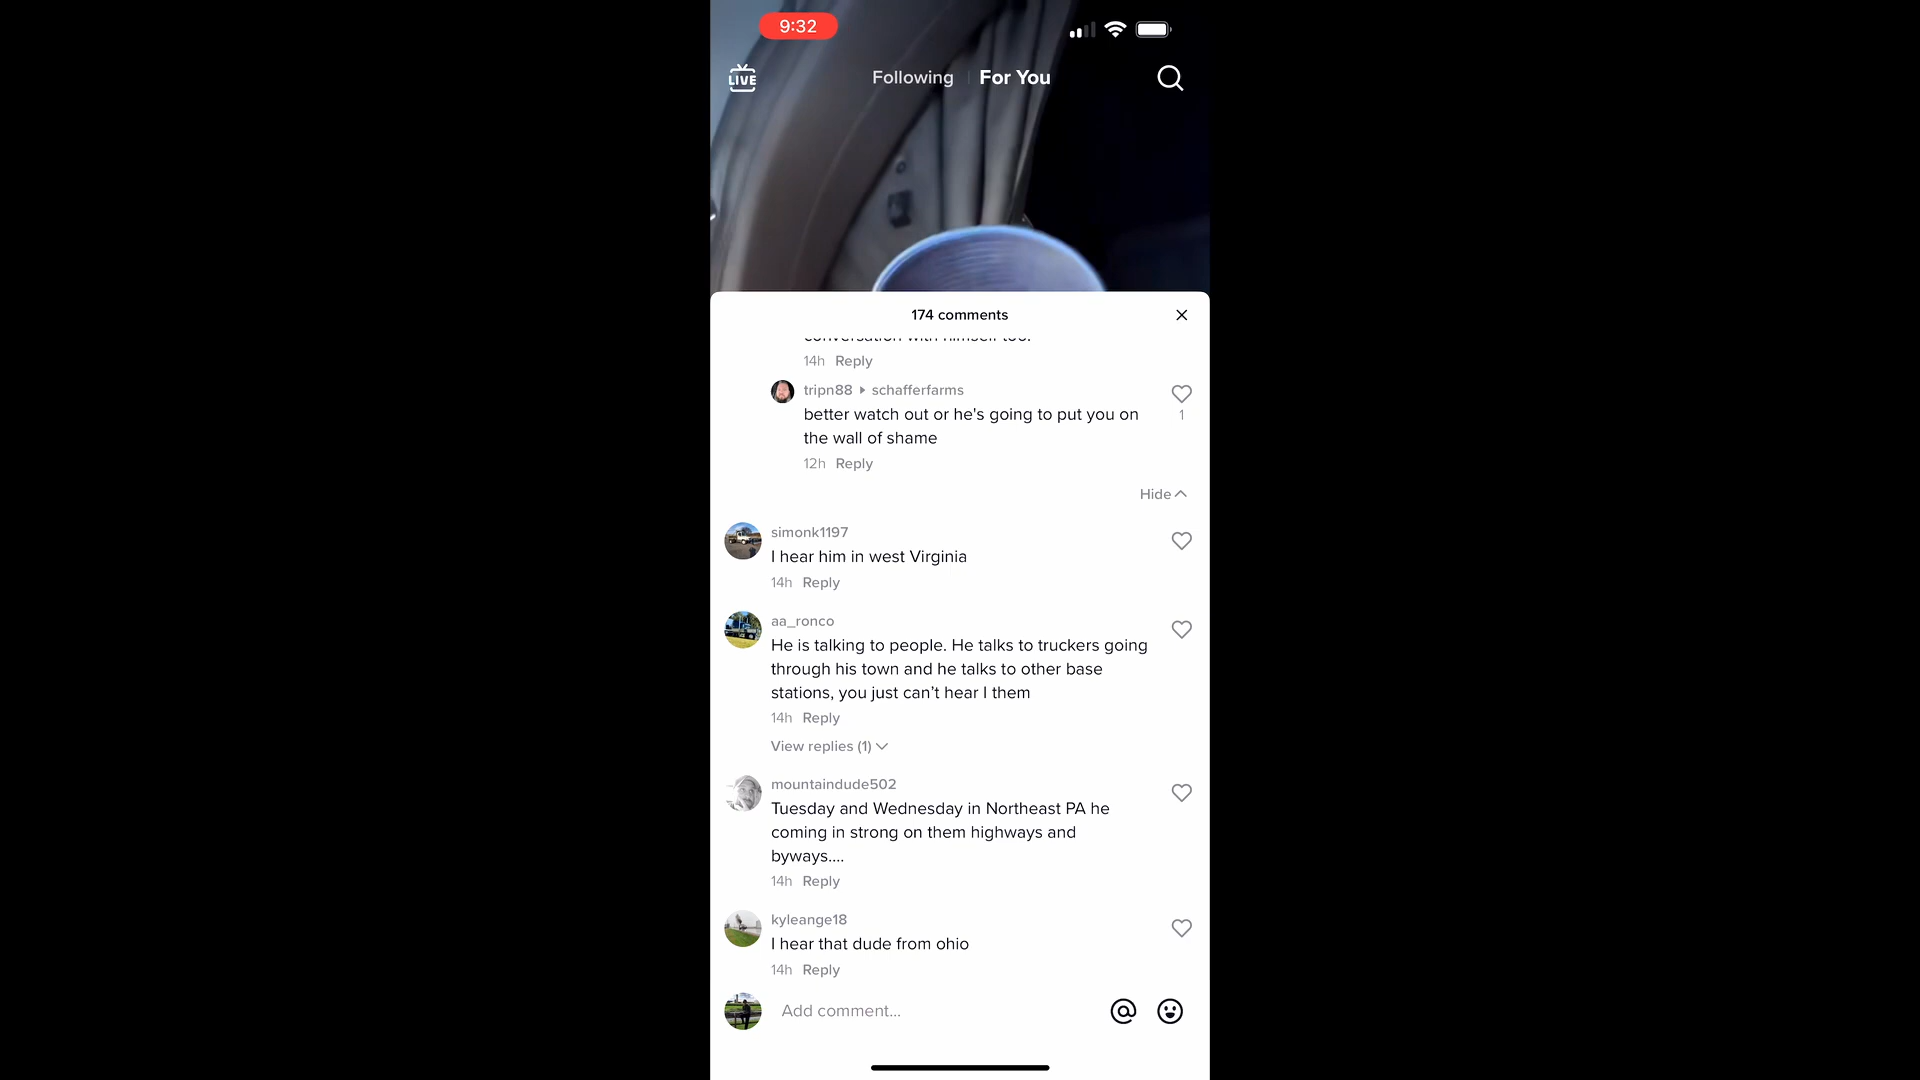 9:32
LIVE
Following
For You
174 comments
conversation with himself too.
14h Reply
tripn88 schafferfarms
better watch out or he's going to put you on
1
the wall of shame
12h Reply
Hide
simonk1197
I hear him in west Virginia
14h Reply
aa_ronco
He is talking to people. He talks to truckers going
through his town and he talks to other base
stations, you just can’t hear I them
14h Reply
View replies (1)
mountaindude502
Tuesday and Wednesday in Northeast PA he
coming in strong on them highways and
byways....
14h Reply
kyleange18
I hear that dude from ohio
14h Reply
Add comment...